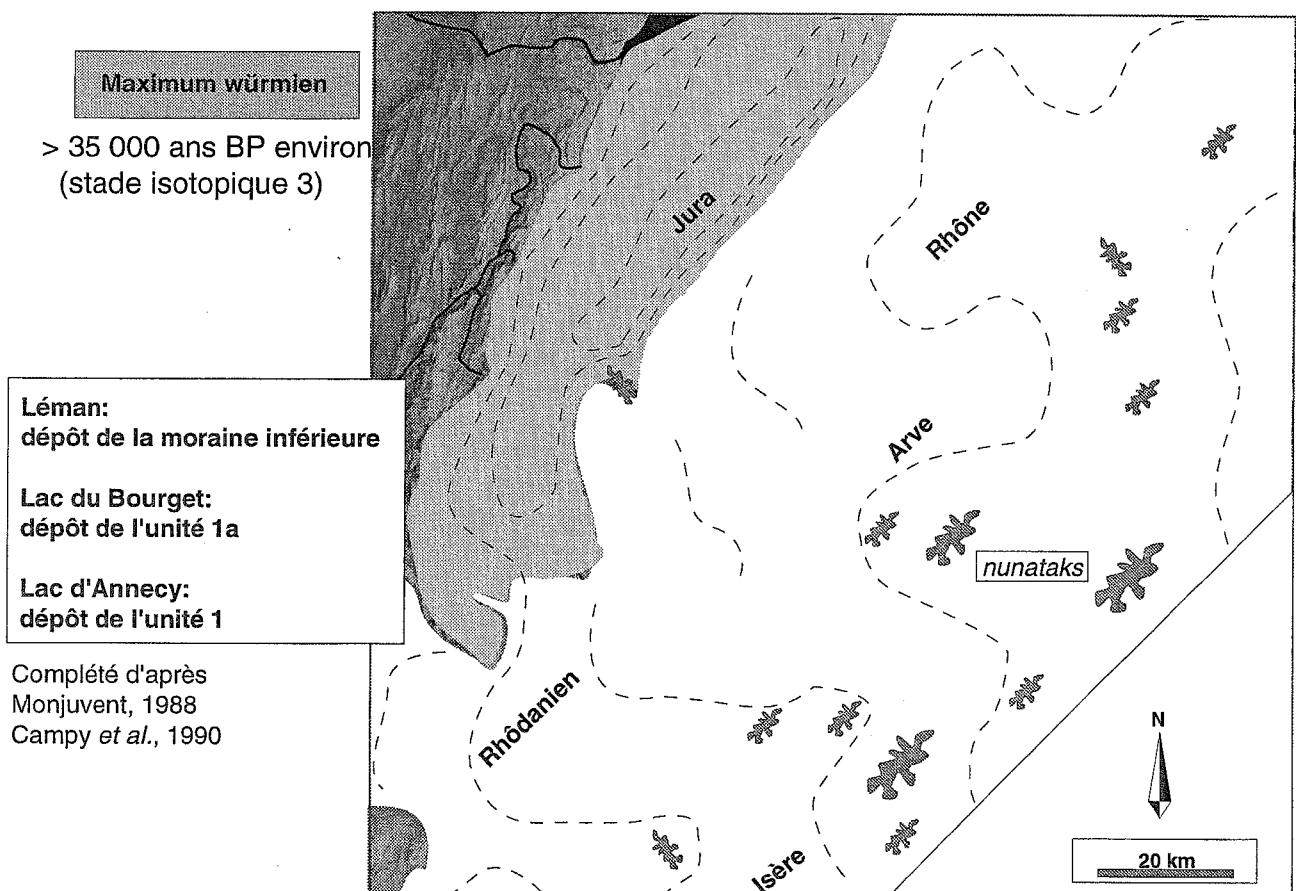 Maximum würmien
> 35 000 ans BP environ
(stade isotopique 3)
Léman:
dépôt de la moraine inférieure
Lac du Bourget:
dépôt de l'unité 1a
Lac d'Annecy:
dépôt de l'unité 1
Complété d'après
Monjuvent, 1988
Campy et al., 1990
Jura
Rhône
Arve
nunataks
Rhôdanien
Isère
N
20 km